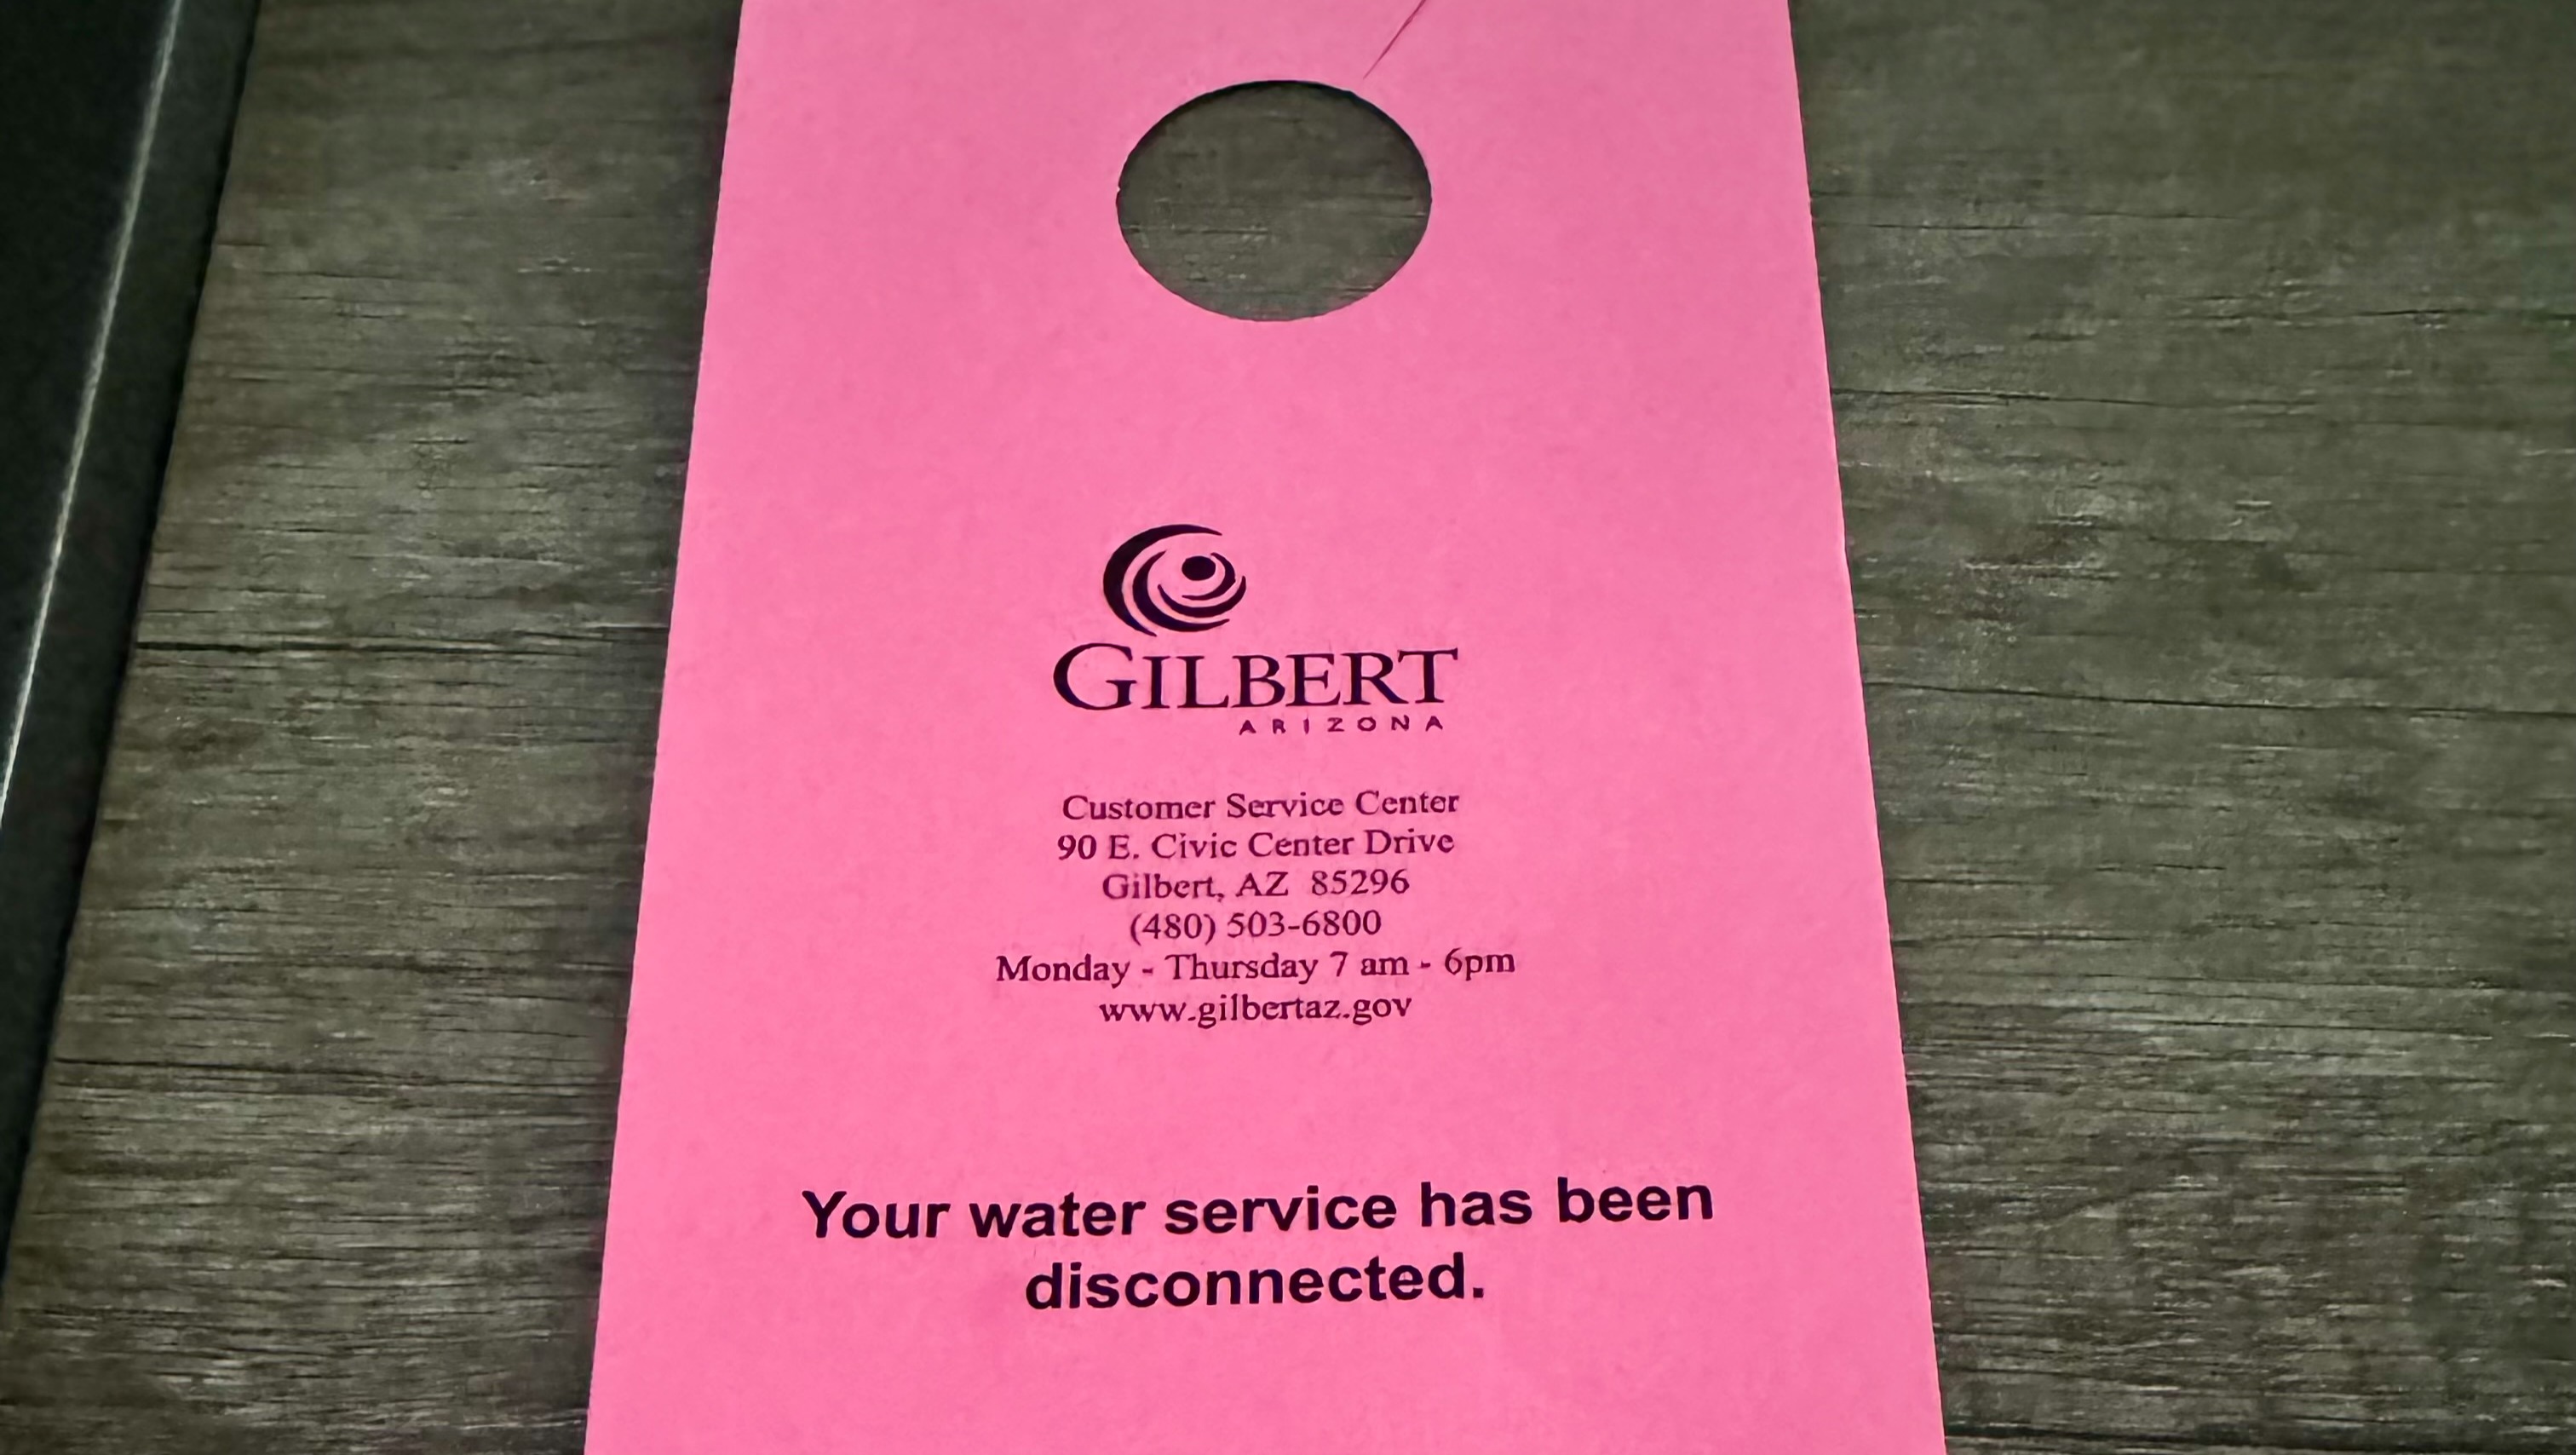 GILBERT
ARIZONA
Customer Service Center
90 E. Civic Center Drive
Gilbert, AZ 85296
(480) 503-6800
Monday - Thursday 7 am - 6pm
www.gilbertaz.gov
Your water service has been
disconnected.